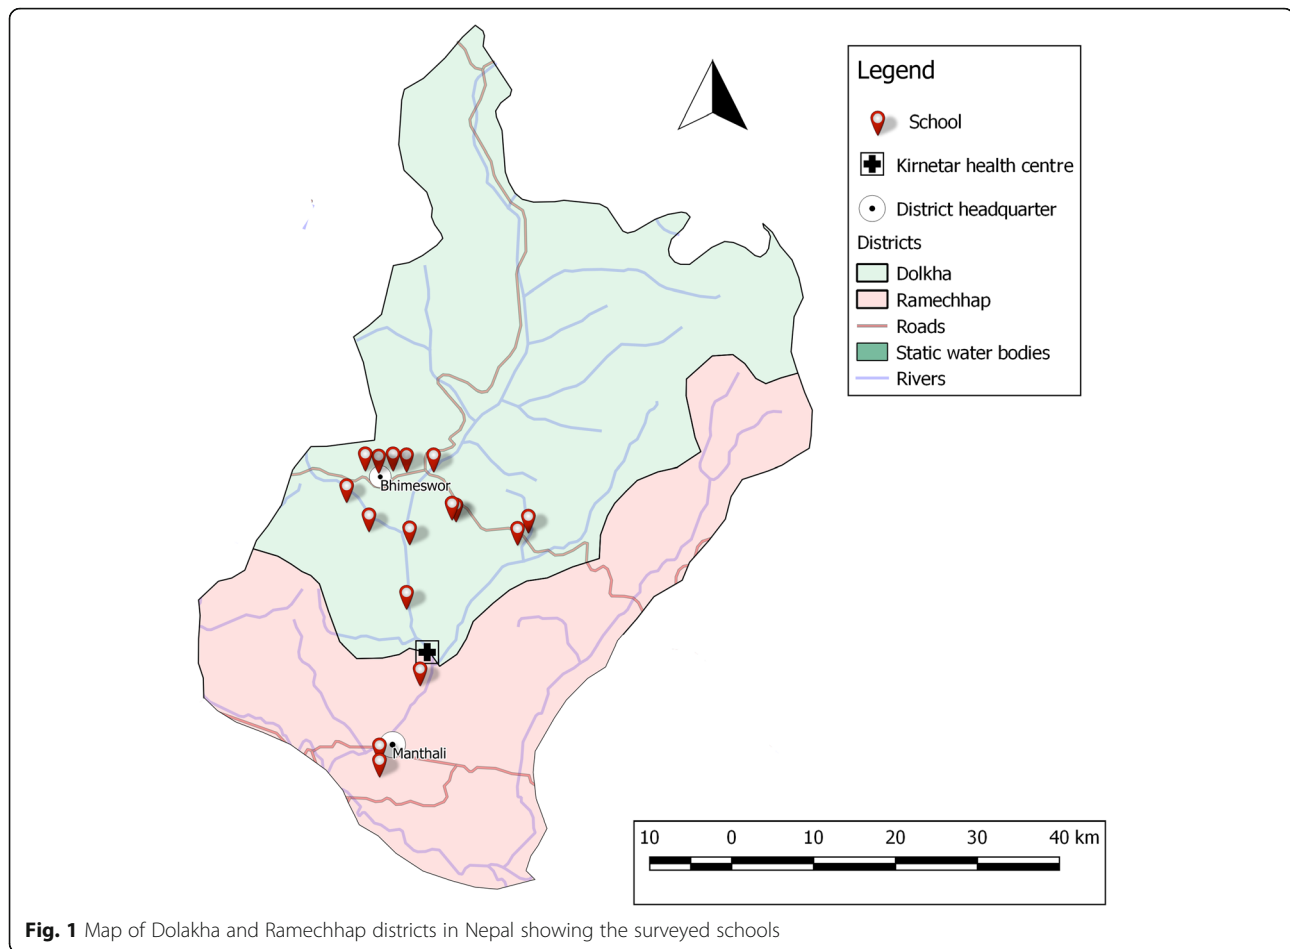 Legend
School
Kirnetar health centre
District headquarter
Districts
Dolkha
Ramechhap
Roads
Static water bodies
Rivers
Bhimeswor
Manthali
10 0 10 20 30 40 km
Fig. 1 Map of Dolakha and Ramechhap districts in Nepal showing the surveyed schools